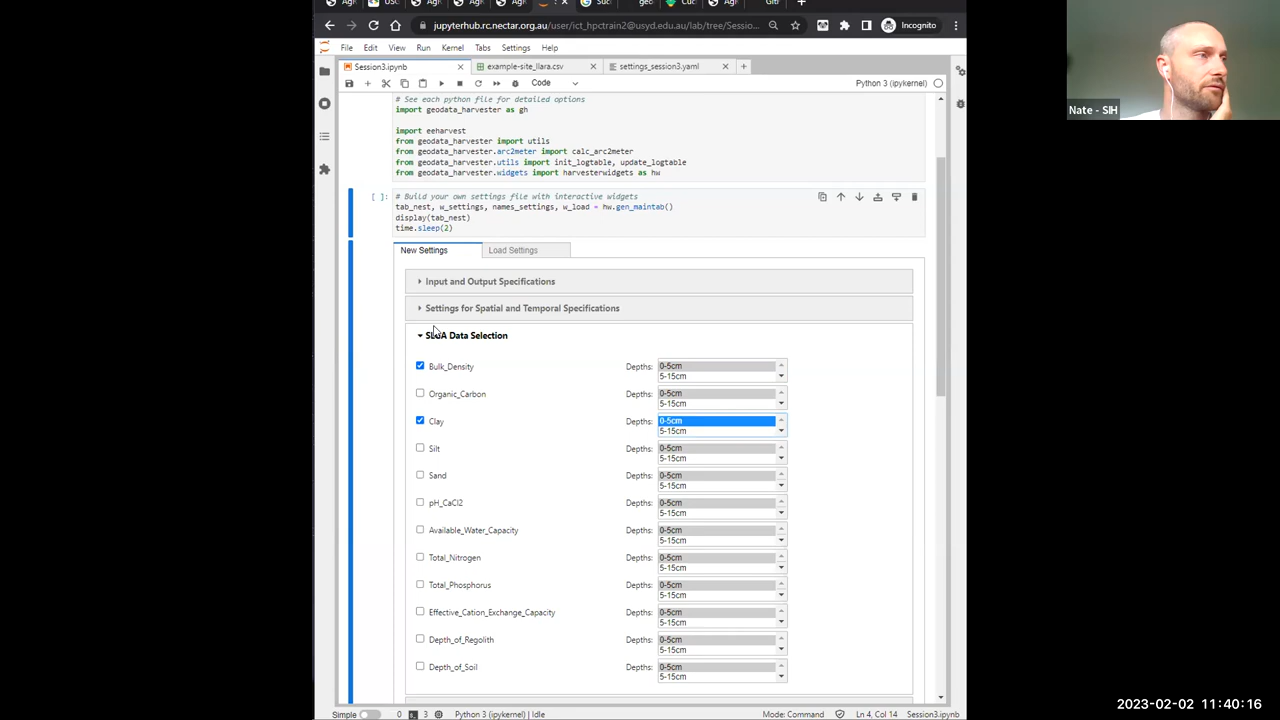 Agri
Agri
Agri
Agri
Incognito
jupyterhub.rc.nectar.org.au/user/ict_hpctrain2@usyd.edu.au/lab/tree/Sessio...
File Edit View Run Kernel Tabs Settings Help
Session3.ipynb example-site_llara.csv settings_session3.yaml
Code Python 3 (ipykernel)
# See each python file for detailed options
import geodata_harvester as gh
import eeharvest
from geodata_harvester import utils
from geodata_harvester.arc2meter import calc_arc2meter
from geodata_harvester.utils import init_logtable, update_logtable
from geodata_harvester.widgets import harvesterwidgets as hw
[ ]: # Build your own settings file with interactive widgets
tab_nest, w_settings, names_settings, w_load = hw.gen_maintab()
display(tab_nest)
time.sleep(2)
New Settings Load Settings
Input and Output Specifications
Settings for Spatial and Temporal Specifications
SLGA Data Selection
Bulk_Density Depths: 0-5cm
5-15cm
Organic_Carbon Depths: 0-5cm
5-15cm
Clay Depths: 0-5cm
5-15cm
Silt Depths: 0-5cm
5-15cm
Sand Depths: 0-5cm
5-15cm
pH_CaCl2 Depths: 0-5cm
5-15cm
Available_Water_Capacity Depths: 0-5cm
5-15cm
Total_Nitrogen Depths: 0-5cm
5-15cm
Total_Phosphorus Depths: 0-5cm
5-15cm
Effective_Cation_Exchange_Capacity Depths: 0-5cm
5-15cm
Depth_of_Regolith Depths: 0-5cm
5-15cm
Depth_of_Soil Depths: 0-5cm
5-15cm
Simple 0 3 Python 3 (ipykernel) | Idle Mode: Command Ln 4, Col 14 Session3.ipynb
Nate - SIH
2023-02-02 11:40:16